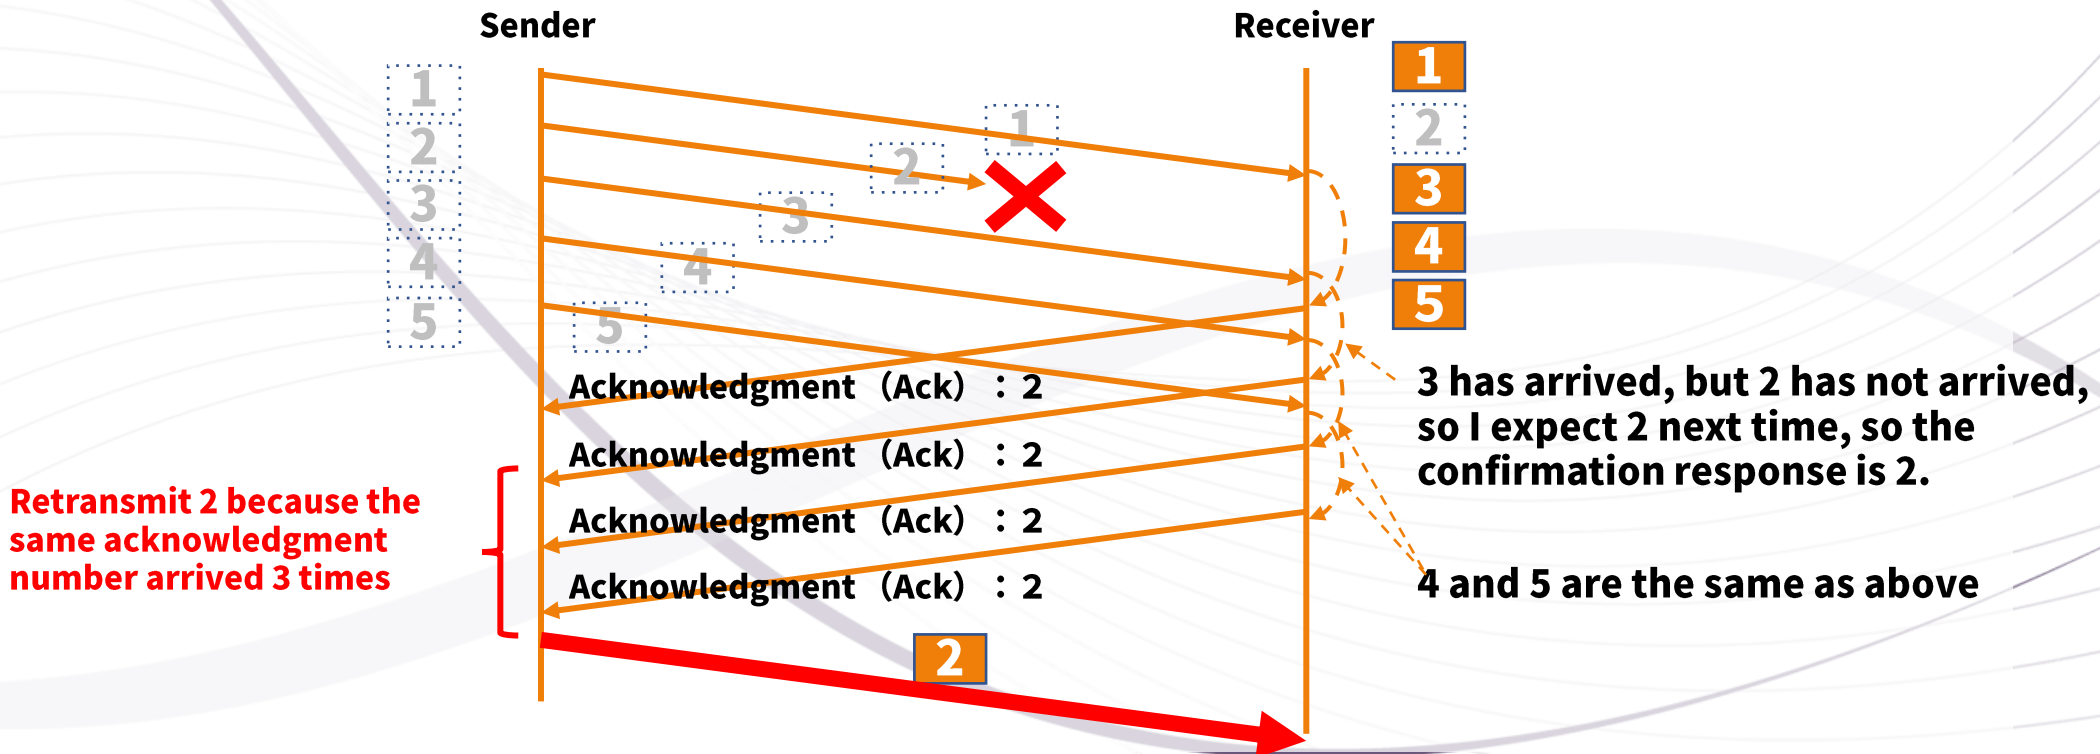 Sender
Receiver
1
2
3
4
5
1
2
3
4
5
1
2
3
4
5
Acknowledgment （Ack）：2
Acknowledgment （Ack）：2
Acknowledgment （Ack）：2
Acknowledgment （Ack）：2
3 has arrived, but 2 has not arrived,
so I expect 2 next time, so the
confirmation response is 2.
4 and 5 are the same as above
Retransmit 2 because the
same acknowledgment
number arrived 3 times
2